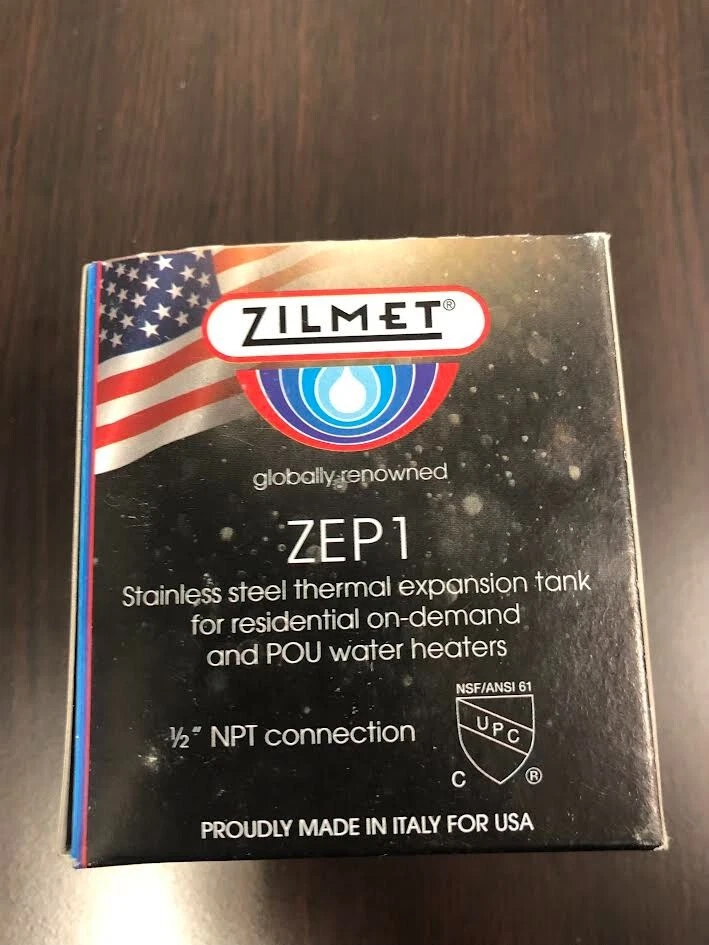 ZILMET®
globally renowned
ZEP1
Stainless steel thermal expansion tank
for residential on-demand
and POU water heaters
NSF/ANSI 61
UPC
½" NPT connection
C ®
PROUDLY MADE IN ITALY FOR USA